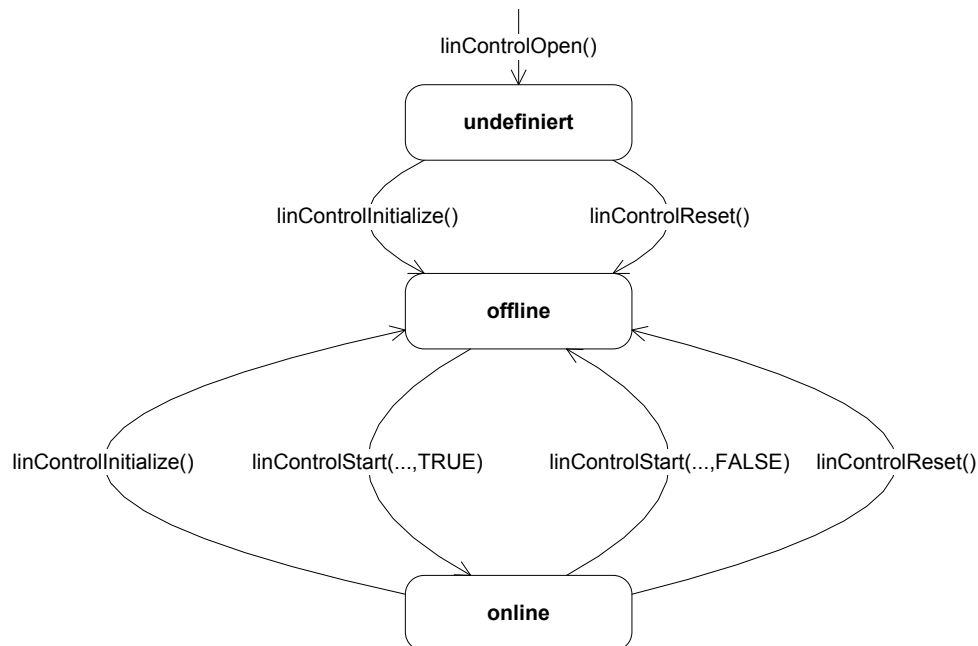 linControlOpen()
undefiniert
linControlInitialize()
linControlReset()
offline
linControlInitialize()
linControlStart(...,TRUE)
linControlStart(...,FALSE)
linControlReset()
online